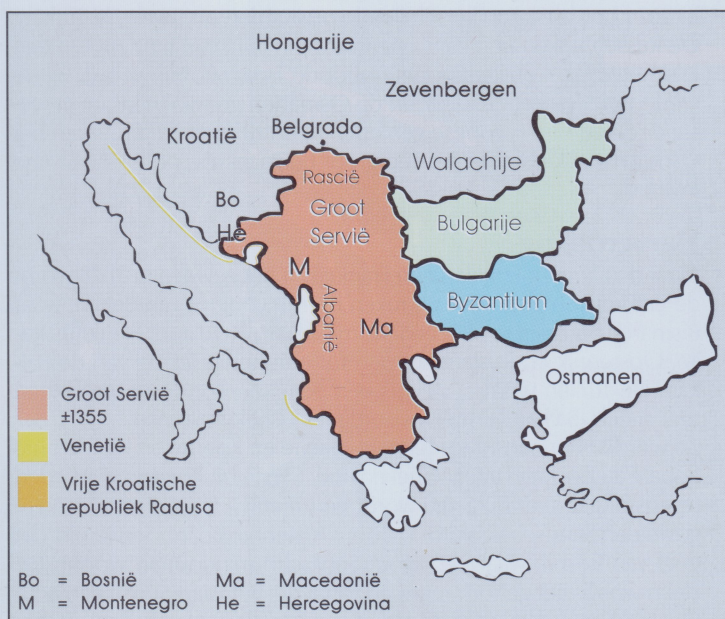 Hongarije
Zevenbergen
Kroatië
Belgrado
Walachije
Rascië
Bo
Groot
Servië
Bulgarije
He
M
Albanië
Byzantium
Ma
Osmanen
Groot Servië
±1355
Venetië
Vrije Kroatische
republiek Radusa
Bo = Bosnië
Ma = Macedonië
M = Montenegro
He = Hercegovina